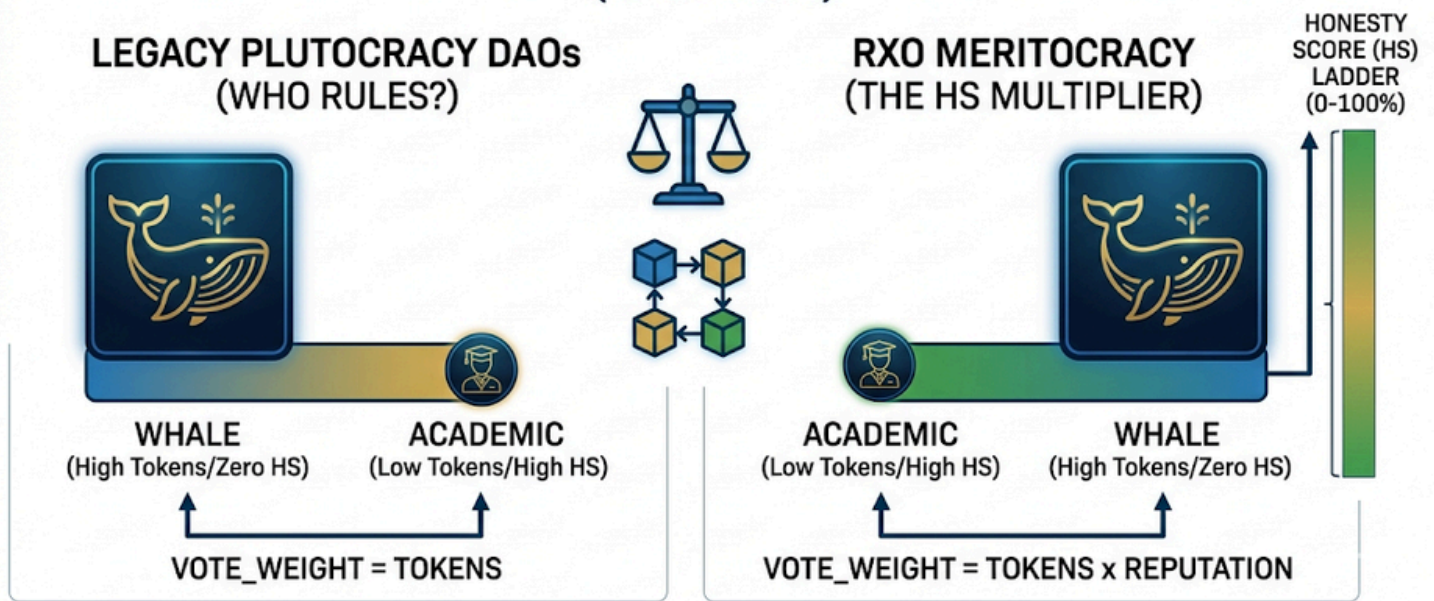 LEGACY PLUTOCRACY DAOs
(WHO RULES?)
WHALE
(High Tokens/Zero HS)
ACADEMIC
(Low Tokens/High HS)
VOTE_WEIGHT = TOKENS
RXO MERITOCRACY
(THE HS MULTIPLIER)
ACADEMIC
(Low Tokens/High HS)
WHALE
(High Tokens/Zero HS)
VOTE_WEIGHT = TOKENS x REPUTATION
HONESTY
SCORE (HS)
LADDER
(0-100%)